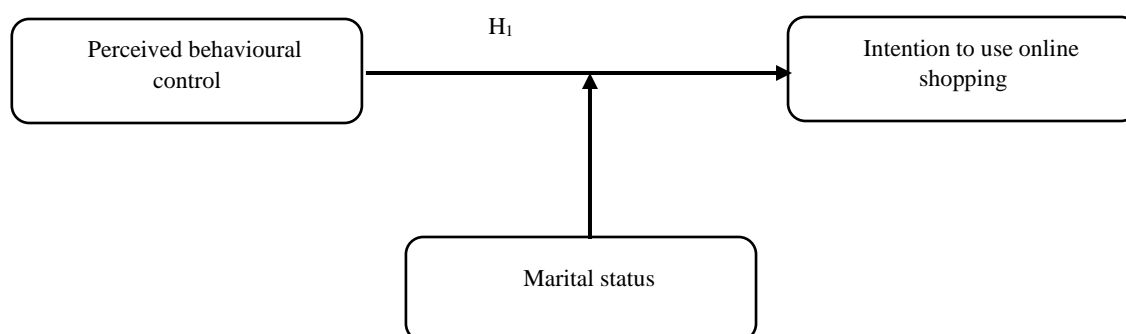 H₁
Perceived behavioural
control
Intention to use online
shopping
Marital status